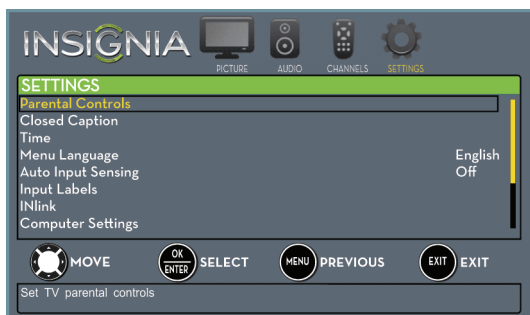 INSIGNIA
PICTURE AUDIO CHANNELS SETTINGS
SETTINGS
Parental Controls
Closed Caption
Time
Menu Language English
Auto Input Sensing Off
Input Labels
INlink
Computer Settings
MOVE OK ENTER SELECT MENU PREVIOUS EXIT EXIT
Set TV parental controls